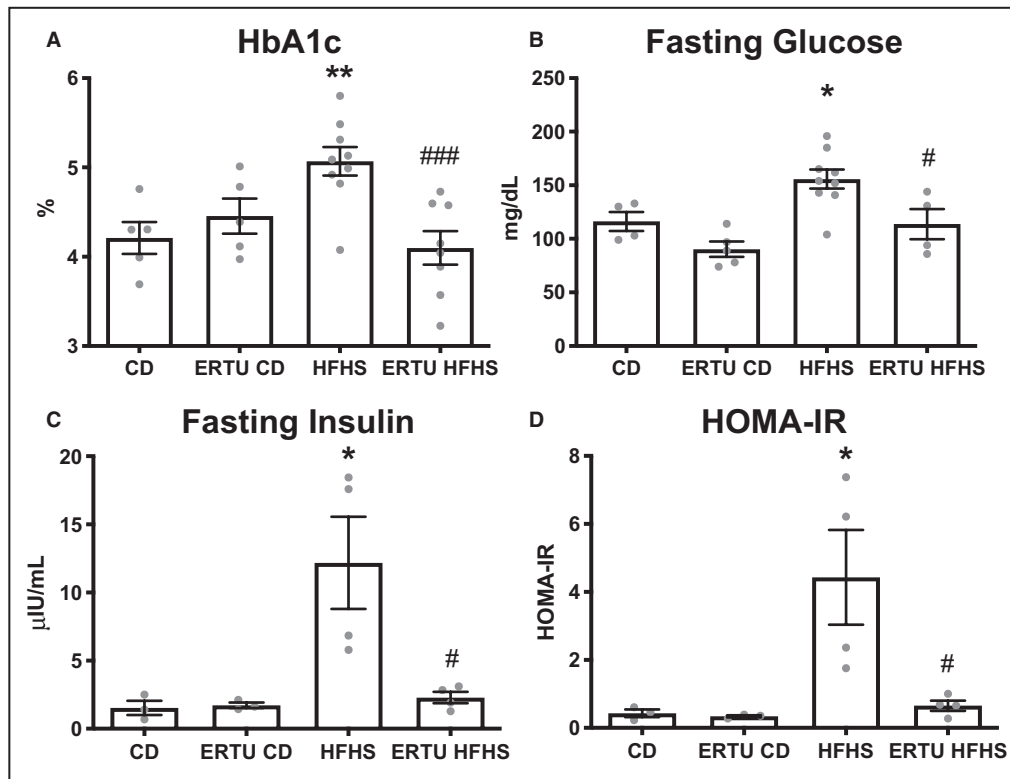 A HbA1c
%
6
5
4
3
**
###
CD ERTU CD HFHS ERTU HFHS
B Fasting Glucose
mg/dL
250
200
150
100
50
0
*
#
CD ERTU CD HFHS ERTU HFHS
C Fasting Insulin
µIU/mL
20
15
10
5
0
*
#
CD ERTU CD HFHS ERTU HFHS
D HOMA-IR
HOMA-IR
8
6
4
2
0
*
#
CD ERTU CD HFHS ERTU HFHS